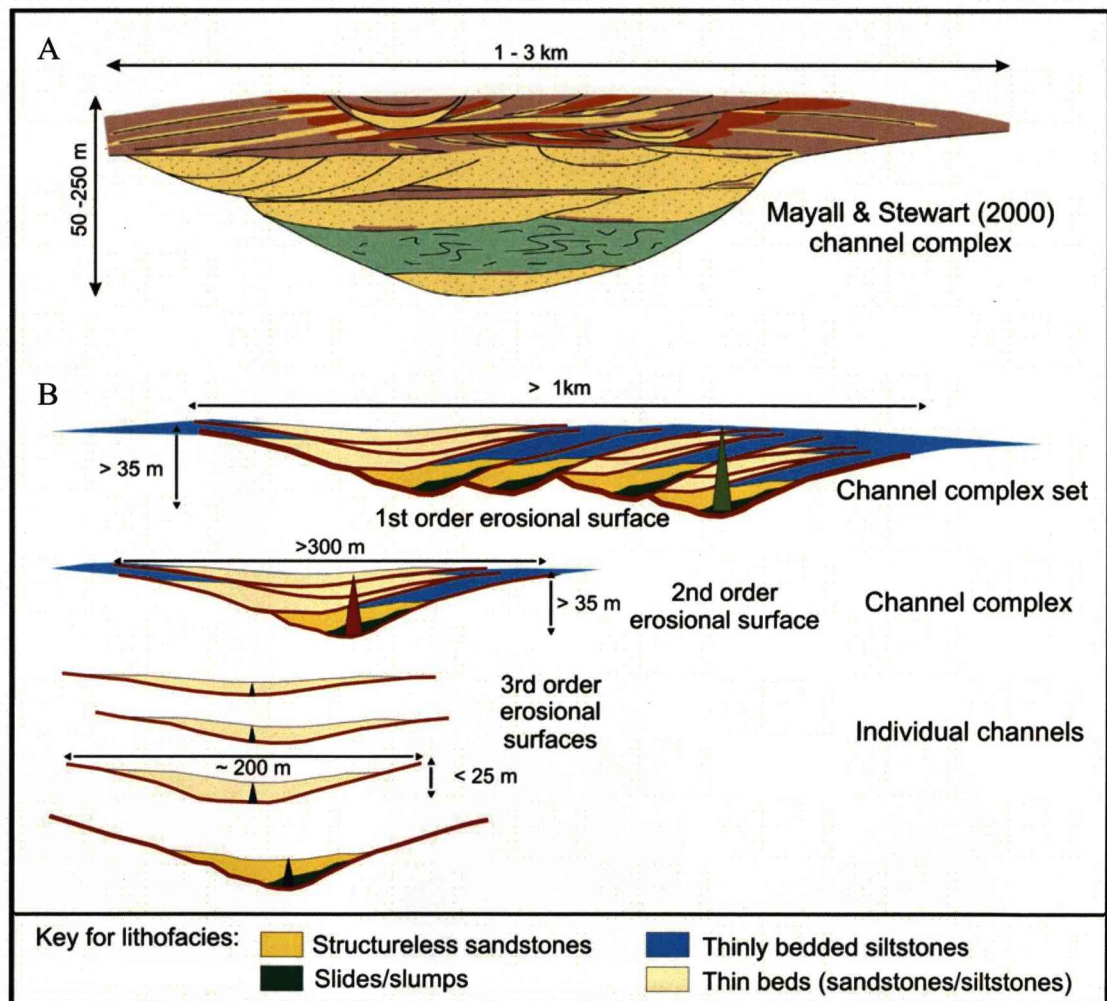 A
1 - 3 km
50 -250 m
Mayall & Stewart (2000)
channel complex
B
> 1km
> 35 m
Channel complex set
1st order erosional surface
>300 m
> 35 m
2nd order
erosional surface
Channel complex
3rd order
erosional
surfaces
Individual channels
~ 200 m
< 25 m
Key for lithofacies:
Structureless sandstones
Thinly bedded siltstones
Slides/slumps
Thin beds (sandstones/siltstones)